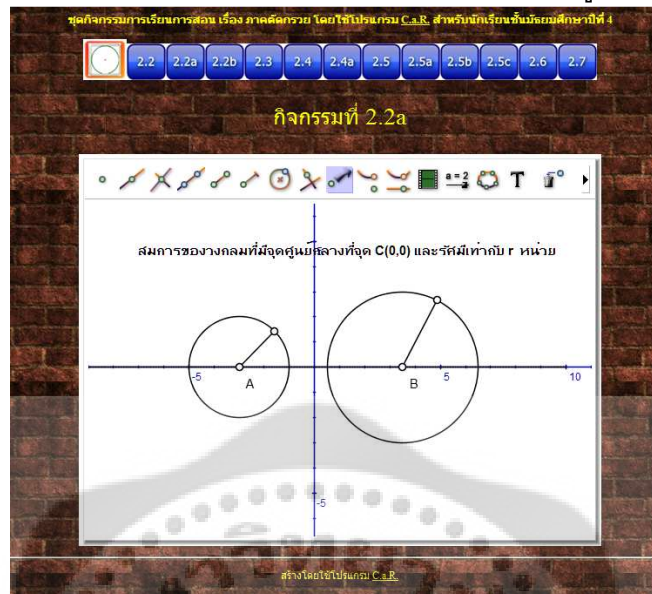 ชุดกิจกรรมการเรียนการสอน เรื่อง ภาคตัดกรวย โดยใช้โปรแกรม C.a.R. สำหรับนักเรียนชั้นมัธยมศึกษาปีที่ 4
2.2 2.2a 2.2b 2.3 2.4 2.4a 2.5 2.5a 2.5b 2.5c 2.6 2.7
กิจกรรมที่ 2.2a
a = 2 T
สมการของวงกลมที่มีจุดศูนย์กลางที่จุด C(0,0) และรัศมีเท่ากับ r หน่วย
-5 A B 5 10
-5
สร้างโดยใช้โปรแกรม C.a.R.